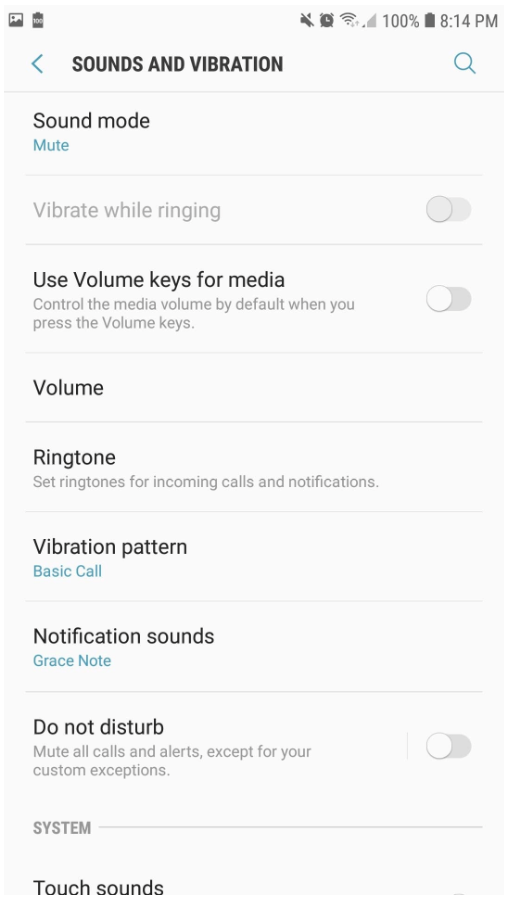 100
100% 8:14 PM
SOUNDS AND VIBRATION
Sound mode
Mute
Vibrate while ringing
Use Volume keys for media
Control the media volume by default when you
press the Volume keys.
Volume
Ringtone
Set ringtones for incoming calls and notifications.
Vibration pattern
Basic Call
Notification sounds
Grace Note
Do not disturb
Mute all calls and alerts, except for your
custom exceptions.
SYSTEM
Touch sounds